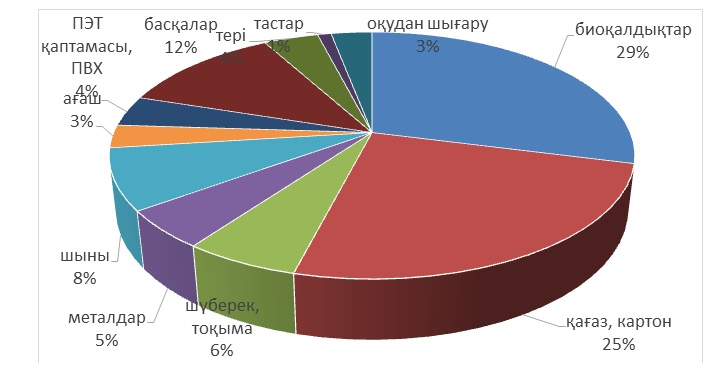 ПЭТ
қаптамасы,
ПВХ
4%
басқалар
12%
тері
4%
тастар
1%
оқудан шығару
3%
биоқалдықтар
29%
ағаш
3%
шыны
8%
металдар
5%
шүберек,
тоқыма
6%
қағаз, картон
25%